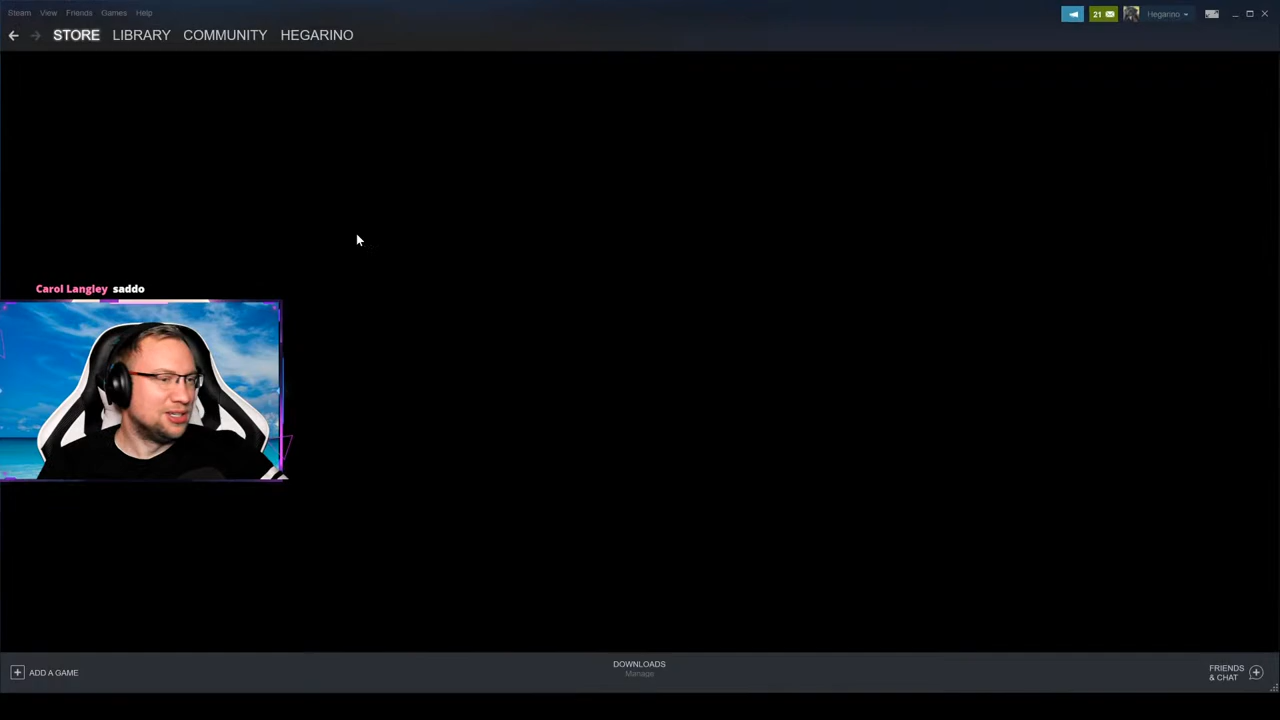 Steam View Friends Games Help
21 Hegarino
STORE LIBRARY COMMUNITY HEGARINO
Carol Langley saddo
ADD A GAME
DOWNLOADS
Manage
FRIENDS
& CHAT